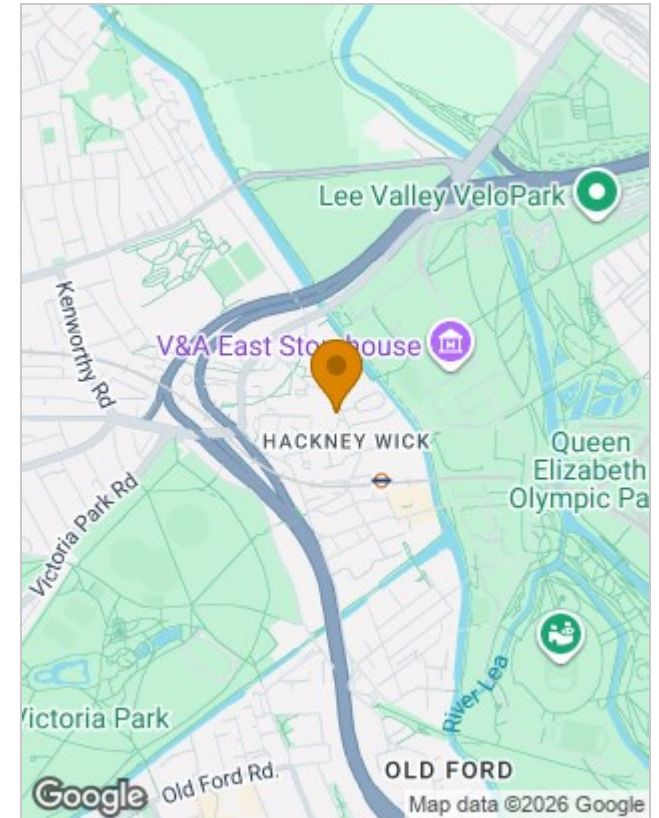 Lee Valley VeloPark
Kenworthy Rd
V&A East Storehouse
HACKNEY WICK
Queen
Elizabeth
Olympic Pa
Victoria Park Rd
River Lea
Victoria Park
Old Ford Rd.
OLD FORD
Google
Map data ©2026 Google